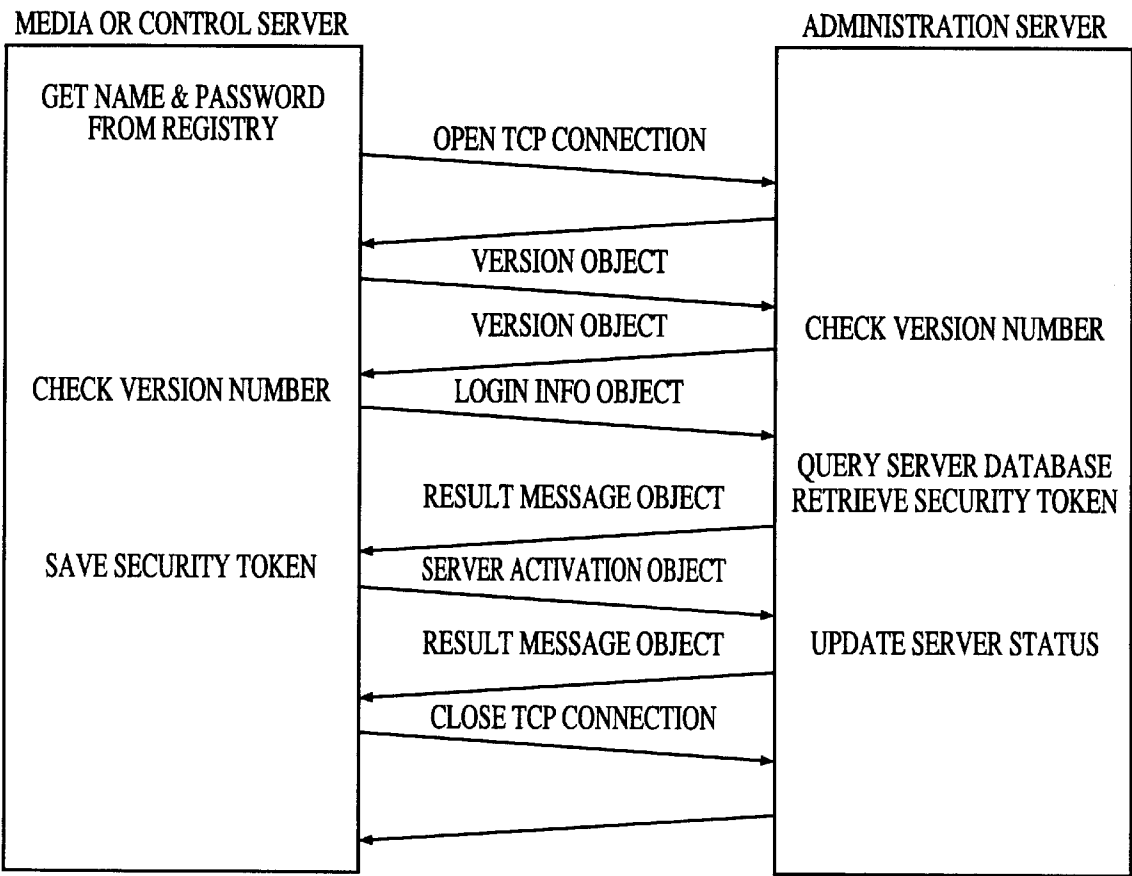 MEDIA OR CONTROL SERVER
ADMINISTRATION SERVER
GET NAME & PASSWORD
FROM REGISTRY
OPEN TCP CONNECTION
VERSION OBJECT
VERSION OBJECT
CHECK VERSION NUMBER
CHECK VERSION NUMBER
LOGIN INFO OBJECT
QUERY SERVER DATABASE
RETRIEVE SECURITY TOKEN
RESULT MESSAGE OBJECT
SAVE SECURITY TOKEN
SERVER ACTIVATION OBJECT
RESULT MESSAGE OBJECT
UPDATE SERVER STATUS
CLOSE TCP CONNECTION